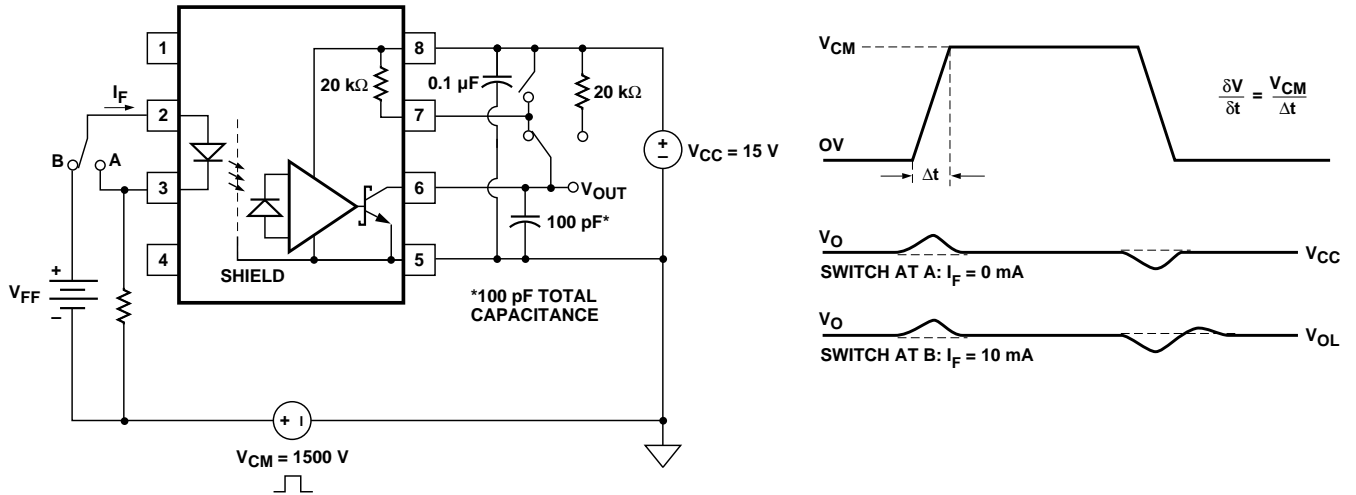 1
8
20 kΩ
0.1 µF
20 kΩ
I_F
2
7
B
A
V_CC = 15 V
3
6
V_OUT
100 pF*
4
5
SHIELD
+
V_FF
–
*100 pF TOTAL
CAPACITANCE
V_CM = 1500 V
V_CM
δV/δt = V_CM/Δt
OV
Δt
V_O
V_CC
SWITCH AT A: I_F = 0 mA
V_O
V_OL
SWITCH AT B: I_F = 10 mA